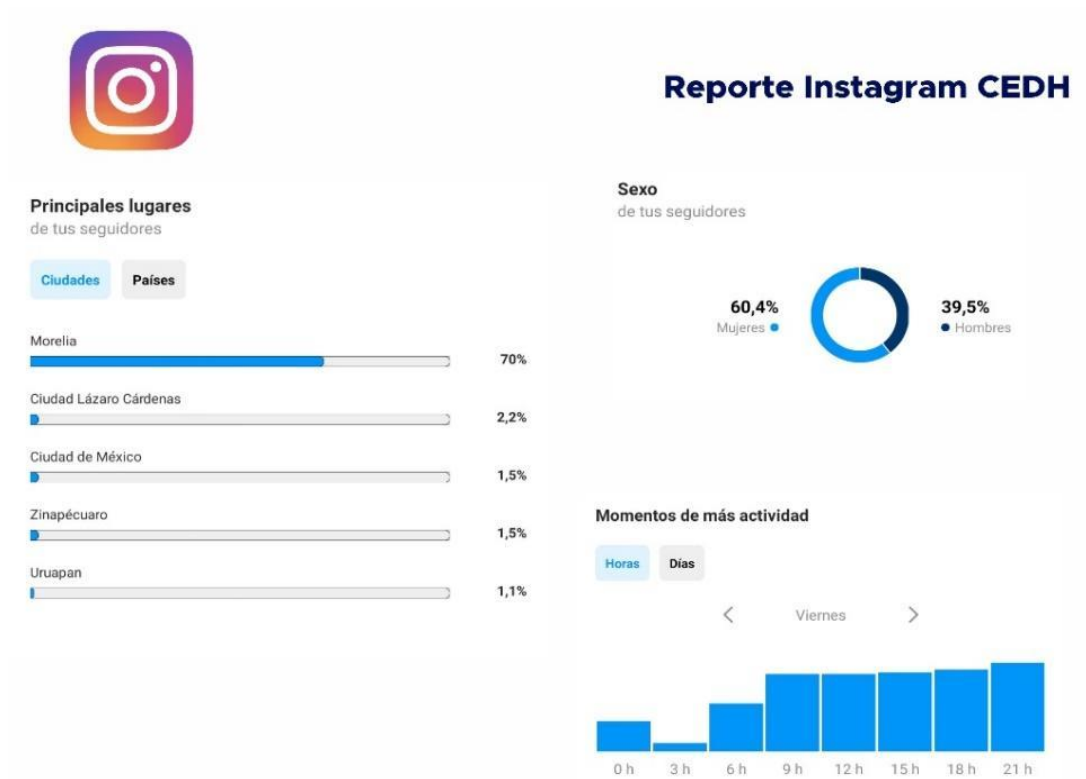 Reporte Instagram CEDH
Principales lugares
de tus seguidores
Ciudades Países
Morelia
70%
Ciudad Lázaro Cárdenas
2,2%
Ciudad de México
1,5%
Zinapécuaro
1,5%
Uruapan
1,1%
Sexo
de tus seguidores
60,4% 39,5%
Mujeres Hombres
Momentos de más actividad
Horas Días
Viernes
0 h 3 h 6 h 9 h 12 h 15 h 18 h 21 h